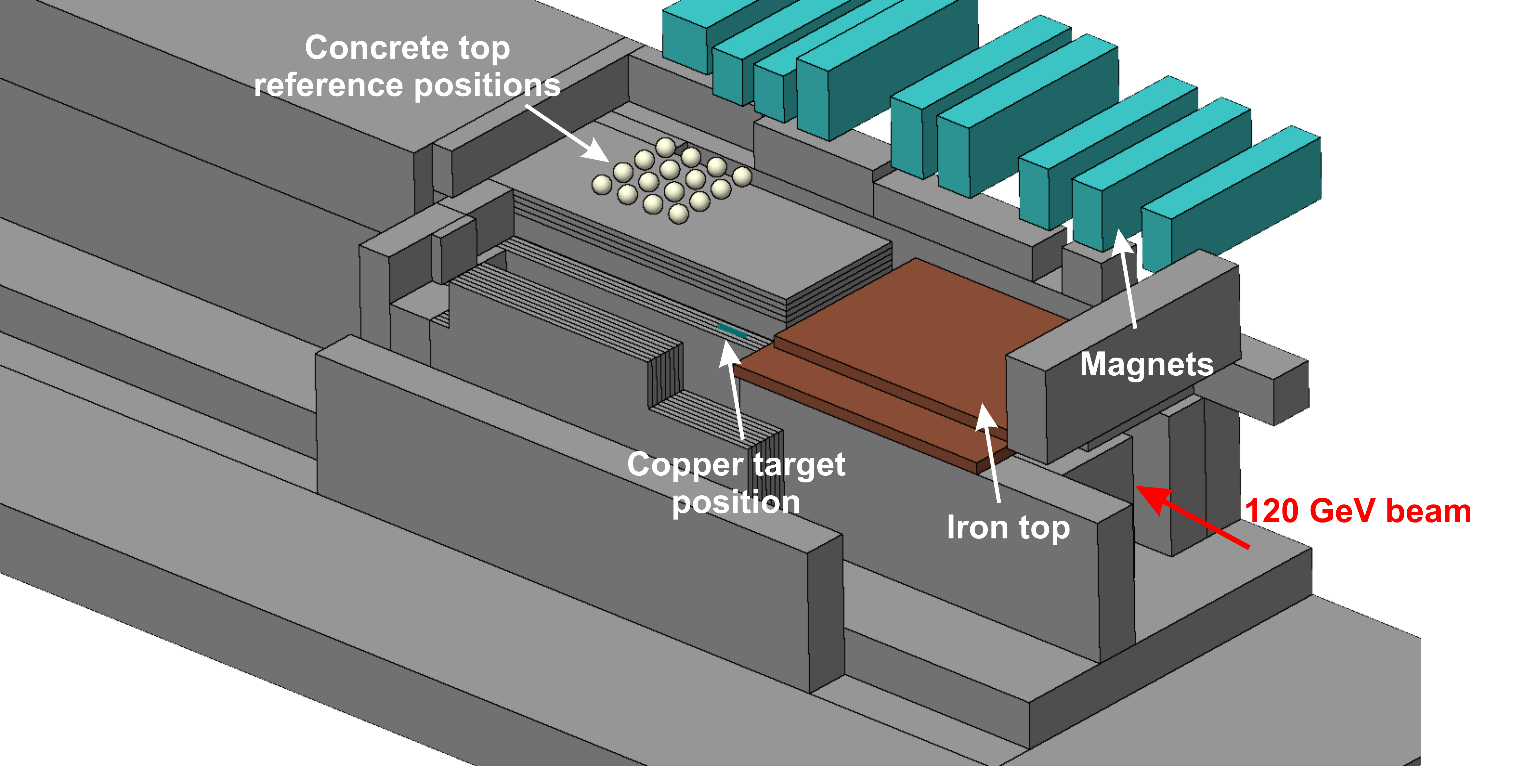 Concrete top
reference positions
Magnets
Copper target
position
Iron top
120 GeV beam